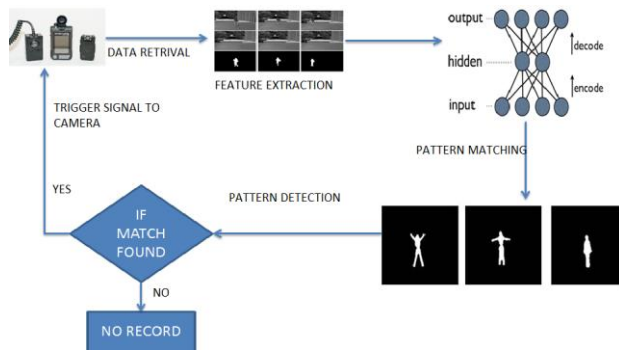 DATA RETRIVAL
FEATURE EXTRACTION
output
hidden
input
decode
encode
PATTERN MATCHING
PATTERN DETECTION
IF
MATCH
FOUND
YES
TRIGGER SIGNAL TO
CAMERA
NO
NO RECORD